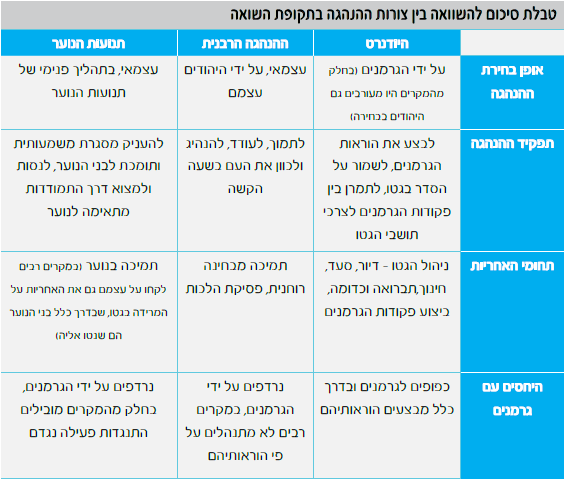 טבלת סיכום להשוואה בין צורות ההנהגה בתקופת השואה
היודנרט
ההנהגה הרבנית
תנועות הנוער
אופן בחירת
ההנהגה
על ידי הגרמנים (בחלק
מהמקרים היו מעורבים גם
היהודים בבחירה)
עצמאי, על ידי היהודים
עצמם
עצמאי, בתהליך פנימי של
תנועות הנוער
תפקיד ההנהגה
לבצע את הוראות
הגרמנים, לשמור על
הסדר בגטו, לתמרן בין
פקודות הגרמנים לצרכי
תושבי הגטו
לתמוך, לעודד, להנהיג
ולכוון את העם בשעה
הקשה
להעניק מסגרת משמעותית
ותומכת לבני הנוער, לנסות
ולמצוא דרך התמודדות
מתאימה לנוער
תחומי האחריות
ניהול הגטו - דיור, סעד,
חינוך,תברואה וכדומה,
ביצוע פקודות הגרמנים
תמיכה מבחינה
רוחנית, פסיקת הלכות
תמיכה בנוער (במקרים רבים
לקחו על עצמם גם את האחריות על
המרידה בגטו, שבדרך כלל בני הנוער
הם שנטו אליה)
היחסים עם
גרמנים
כפופים לגרמנים ובדרך
כלל מבצעים הוראותיהם
נרדפים על ידי
הגרמנים, במקרים
רבים לא מתנהלים על
פי הוראותיהם
נרדפים על ידי הגרמנים,
בחלק מהמקרים מובילים
התנגדות פעילה נגדם